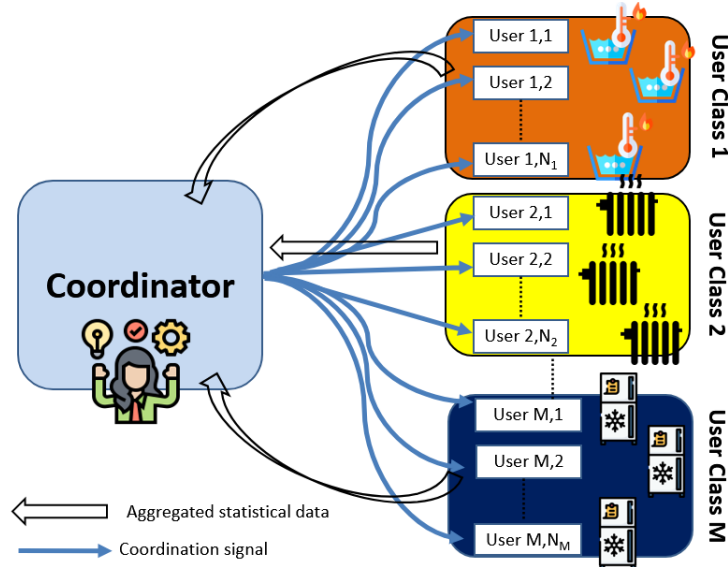 User 1,1
User 1,2
User 1,N₁
User Class 1
Coordinator
User 2,1
User 2,2
User 2,N₂
User Class 2
User M,1
User M,2
User M,Nₘ
User Class M
Aggregated statistical data
Coordination signal